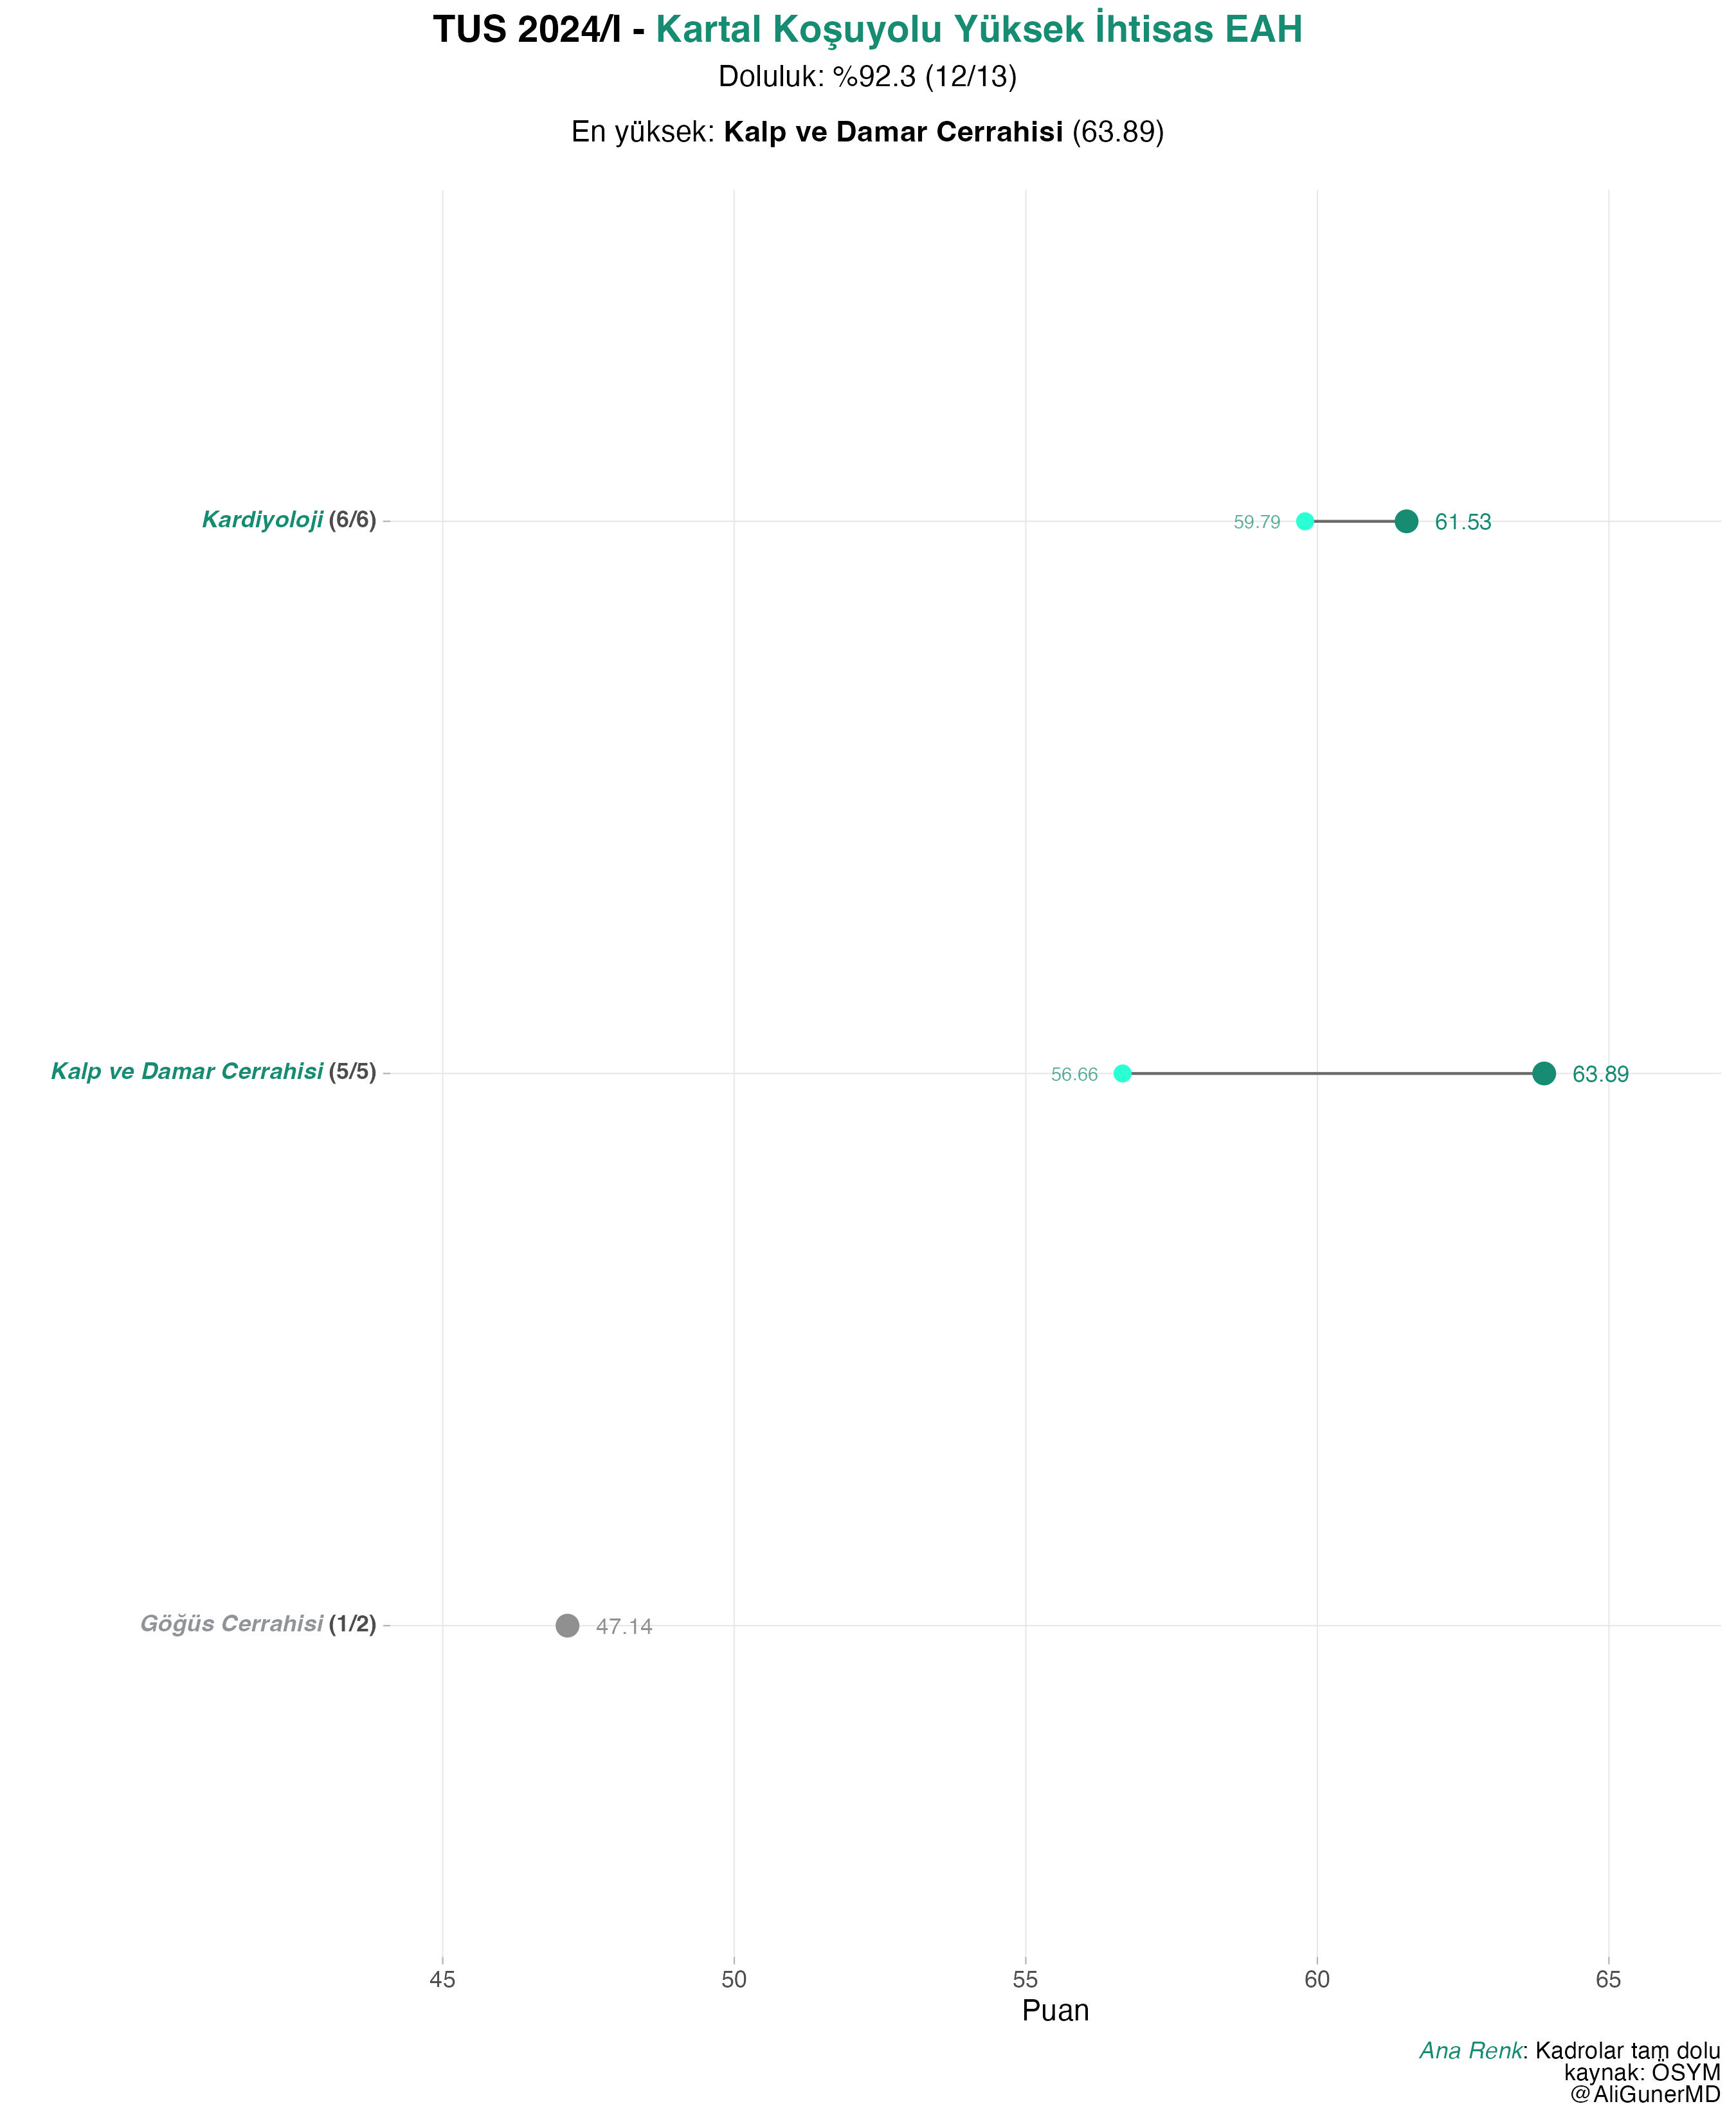 TUS 2024/I - Kartal Koşuyolu Yüksek İhtisas EAH
Doluluk: %92.3 (12/13)
En yüksek: Kalp ve Damar Cerrahisi (63.89)
Kardiyoloji (6/6)
59.79
61.53
Kalp ve Damar Cerrahisi (5/5)
56.66
63.89
Göğüs Cerrahisi (1/2)
47.14
45
50
55
60
65
Puan
Ana Renk: Kadrolar tam dolu
kaynak: ÖSYM
@AliGunerMD